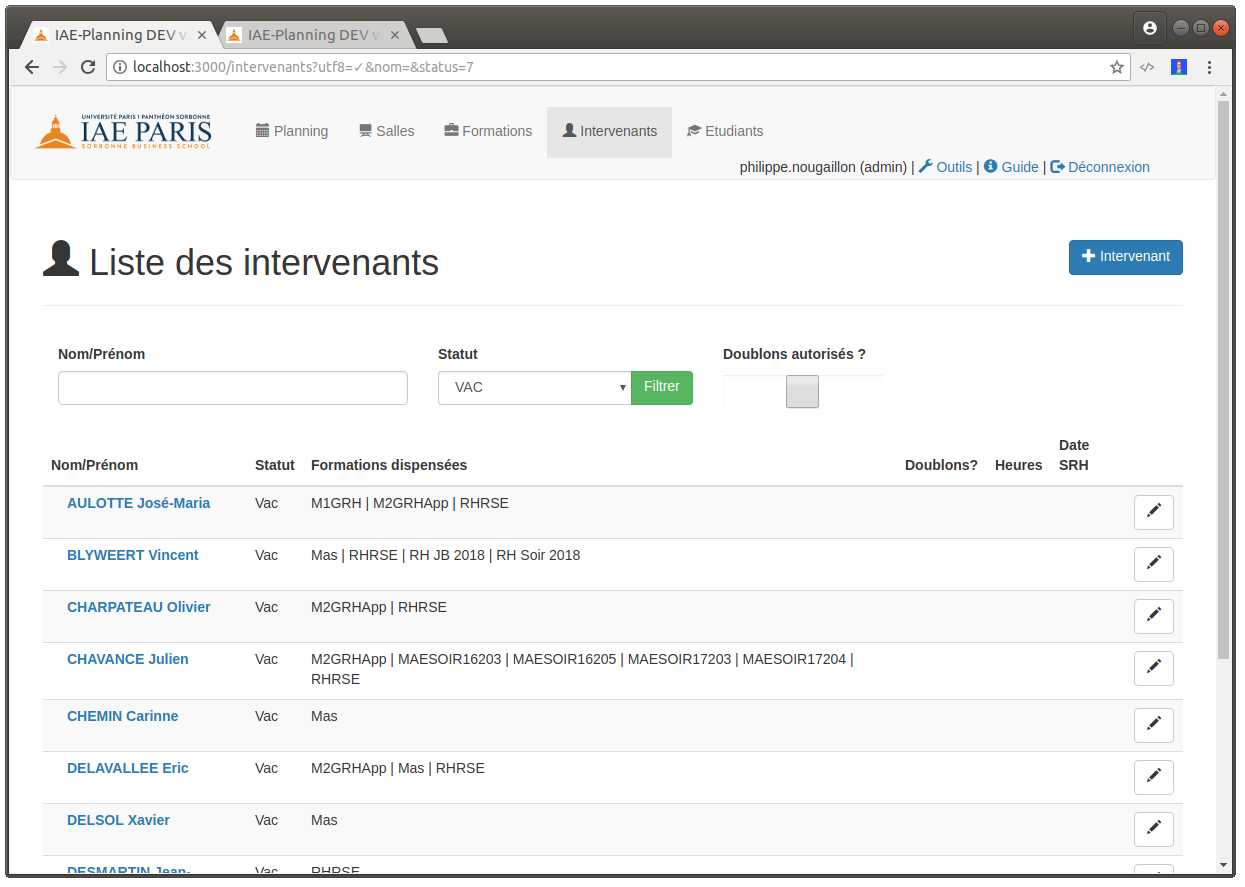 IAE-Planning DEV v
IAE-Planning DEV v
localhost:3000/intervenants?utf8=✓&nom=&status=7
UNIVERSITÉ PARIS 1 PANTHÉON SORBONNE
IAE PARIS
SORBONNE BUSINESS SCHOOL
Planning Salles Formations Intervenants Etudiants
philippe.nougaillon (admin) | Outils | Guide | Déconnexion
Liste des intervenants
Intervenant
Nom/Prénom Statut Doublons autorisés ?
VAC Filtrer
Nom/Prénom Statut Formations dispensées Doublons? Heures Date
SRH
AULOTTE José-Maria Vac M1GRH | M2GRHApp | RHRSE
BLYWEERT Vincent Vac Mas | RHRSE | RH JB 2018 | RH Soir 2018
CHARPATEAU Olivier Vac M2GRHApp | RHRSE
CHAVANCE Julien Vac M2GRHApp | MAESOIR16203 | MAESOIR16205 | MAESOIR17203 | MAESOIR17204 |
RHRSE
CHEMIN Carinne Vac Mas
DELAVALLEE Eric Vac M2GRHApp | Mas | RHRSE
DELSOL Xavier Vac Mas
DESMARTIN Jean- Vac RHRSE